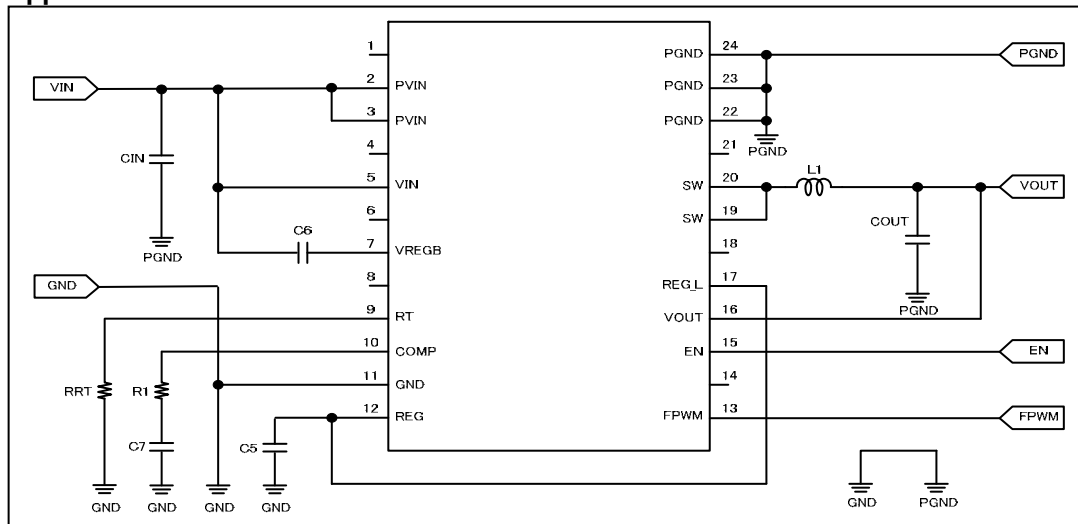 1
PGND
24
PGND
VIN
2
PVIN
PGND
23
3
PVIN
PGND
22
4
21
PGND
CIN
5
VIN
SW
20
L1
VOUT
6
SW
19
COUT
C6
7
VREGB
18
PGND
GND
8
REG_L
17
PGND
9
RT
VOUT
16
10
COMP
EN
15
EN
RRT
R1
11
GND
14
12
REG
FPWM
13
FPWM
C7
C5
GND
GND
GND
GND
GND
PGND